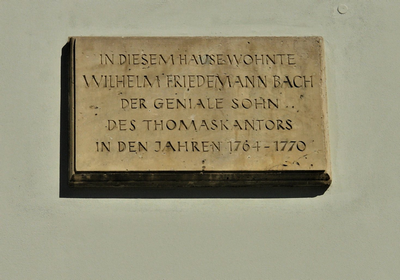 IN DIESEM HAUSE WOHNTE
WILHELM FRIEDEMANN BACH
DER GENIALE SOHN
DES THOMASKANTORS
IN DEN JAHREN 1764-1770